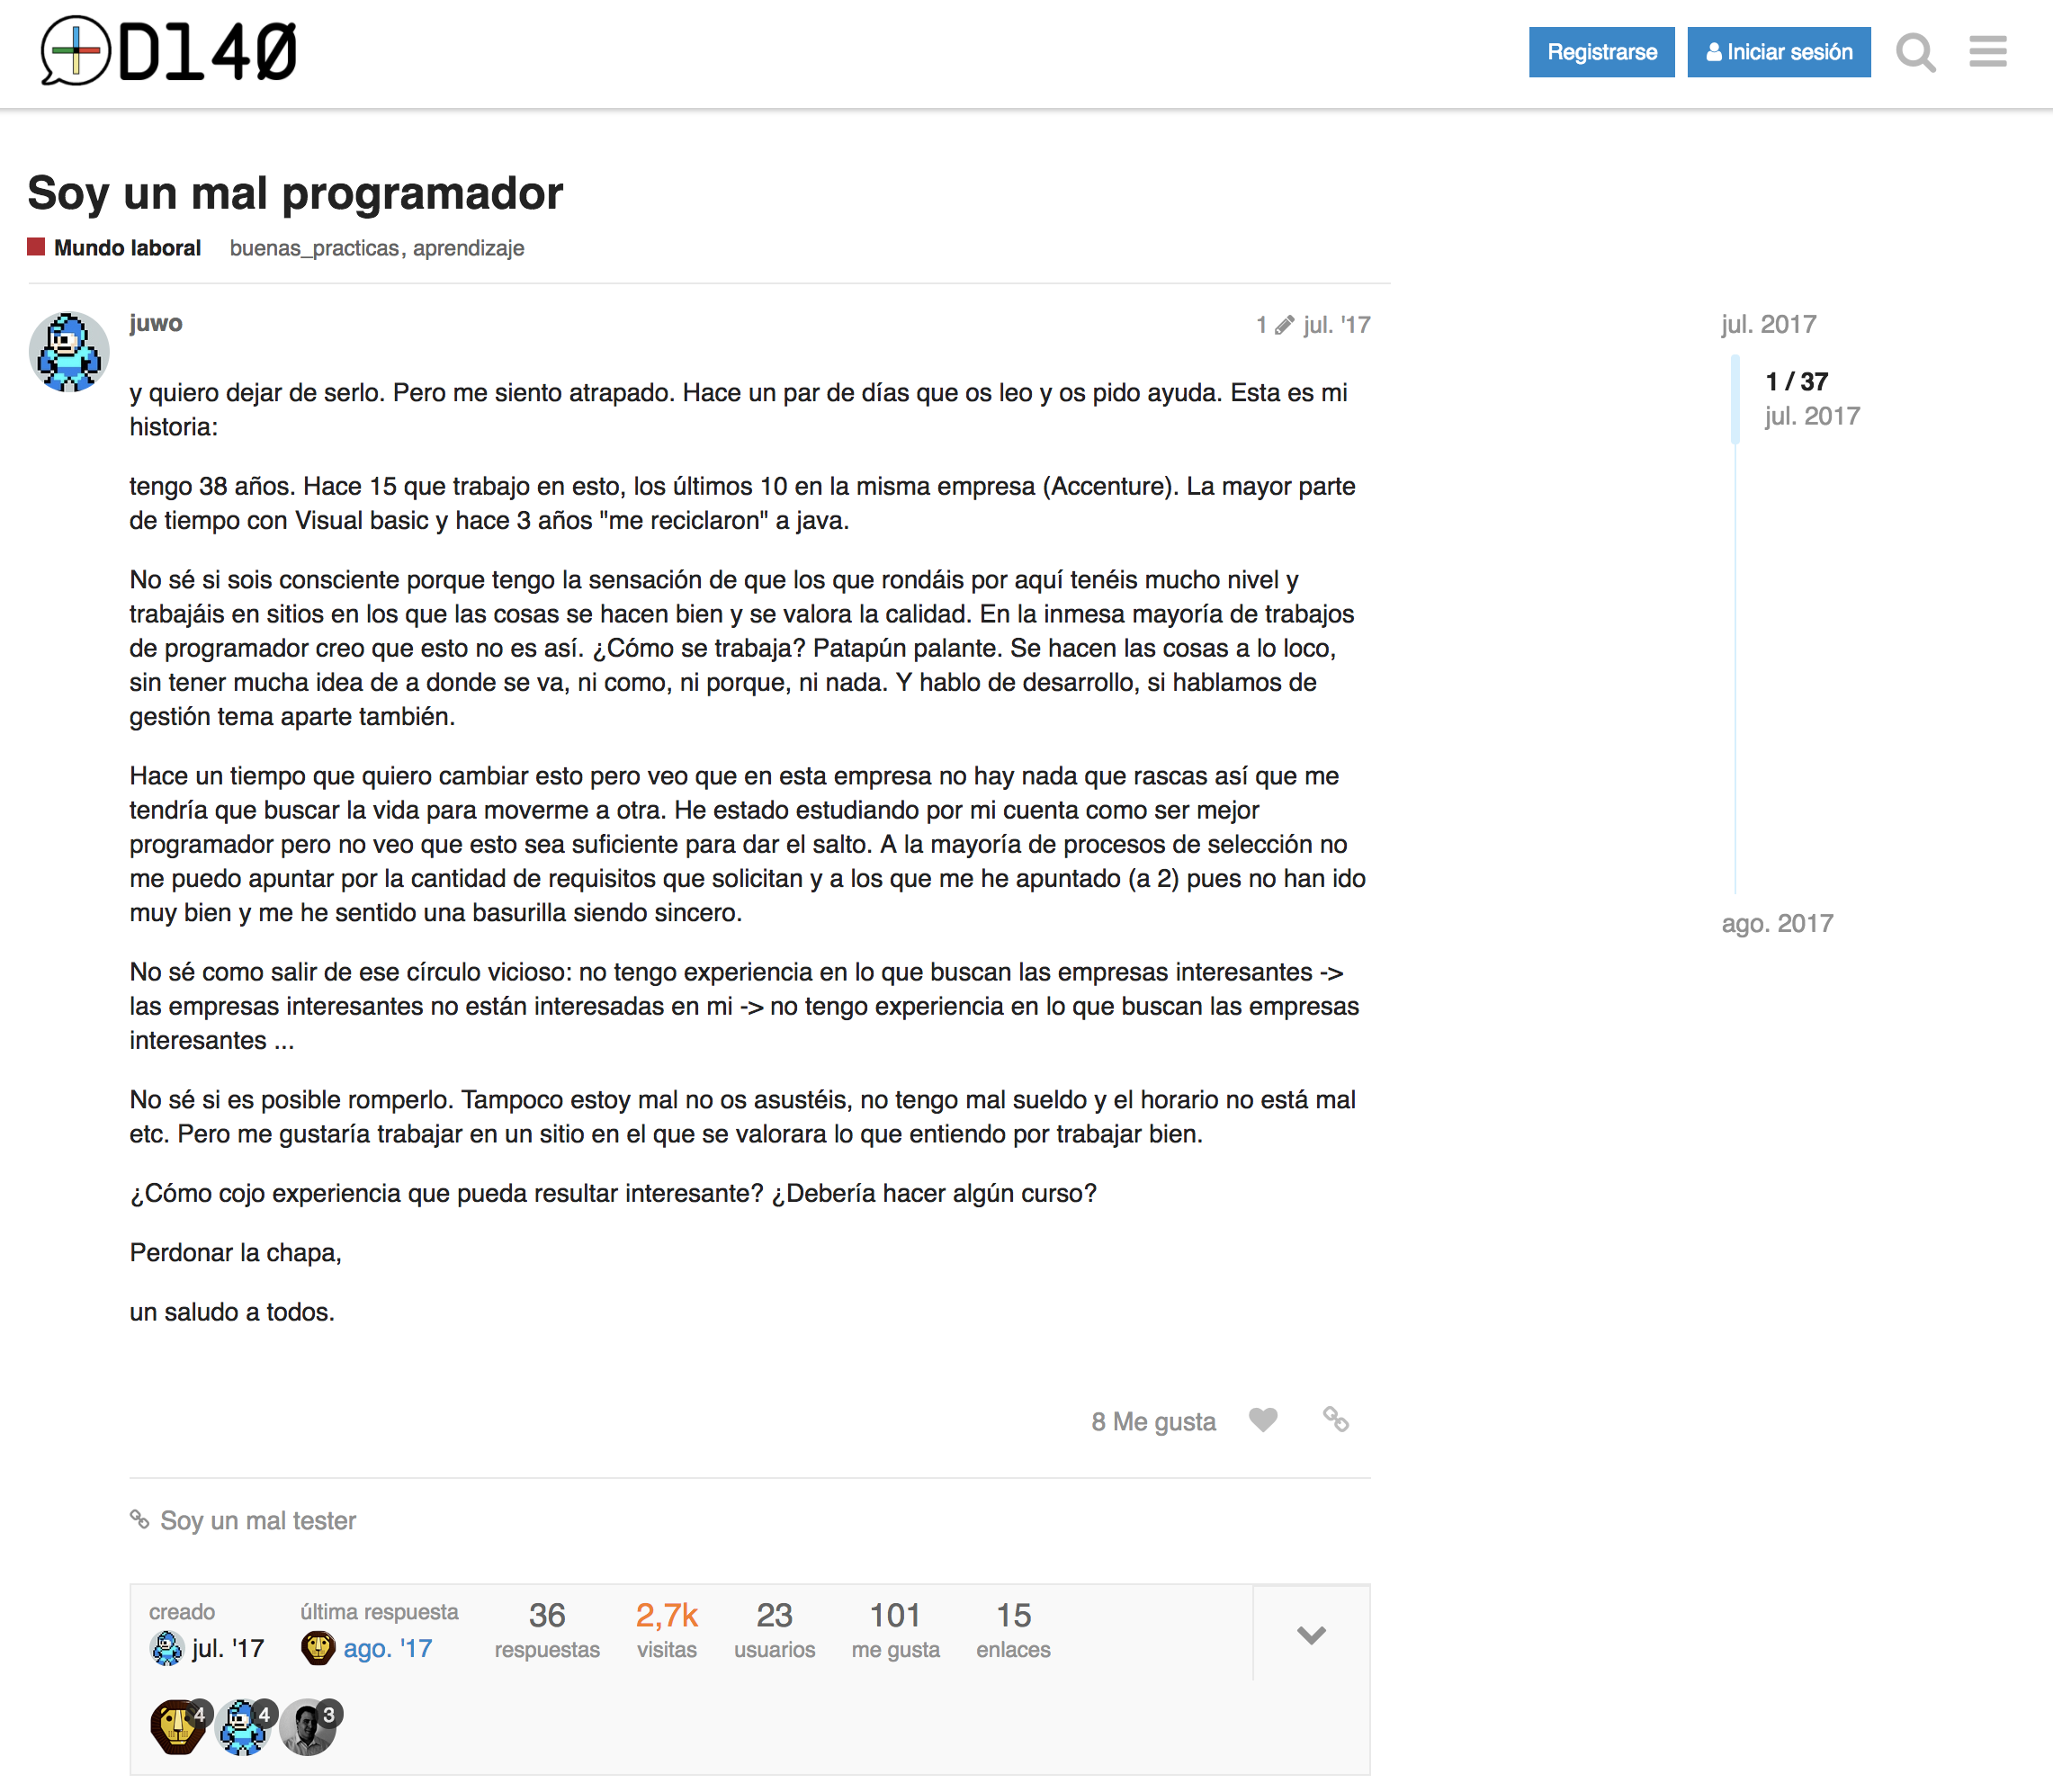 D140
Registrarse
Iniciar sesión
Soy un mal programador
Mundo laboral buenas_practicas, aprendizaje
juwo
1 jul. '17
y quiero dejar de serlo. Pero me siento atrapado. Hace un par de días que os leo y os pido ayuda. Esta es mi
historia:
tengo 38 años. Hace 15 que trabajo en esto, los últimos 10 en la misma empresa (Accenture). La mayor parte
de tiempo con Visual basic y hace 3 años "me reciclaron" a java.
No sé si sois consciente porque tengo la sensación de que los que rondáis por aquí tenéis mucho nivel y
trabajáis en sitios en los que las cosas se hacen bien y se valora la calidad. En la inmesa mayoría de trabajos
de programador creo que esto no es así. ¿Cómo se trabaja? Patapún palante. Se hacen las cosas a lo loco,
sin tener mucha idea de a donde se va, ni como, ni porque, ni nada. Y hablo de desarrollo, si hablamos de
gestión tema aparte también.
Hace un tiempo que quiero cambiar esto pero veo que en esta empresa no hay nada que rascas así que me
tendría que buscar la vida para moverme a otra. He estado estudiando por mi cuenta como ser mejor
programador pero no veo que esto sea suficiente para dar el salto. A la mayoría de procesos de selección no
me puedo apuntar por la cantidad de requisitos que solicitan y a los que me he apuntado (a 2) pues no han ido
muy bien y me he sentido una basurilla siendo sincero.
No sé como salir de ese círculo vicioso: no tengo experiencia en lo que buscan las empresas interesantes ->
las empresas interesantes no están interesadas en mi -> no tengo experiencia en lo que buscan las empresas
interesantes ...
No sé si es posible romperlo. Tampoco estoy mal no os asustéis, no tengo mal sueldo y el horario no está mal
etc. Pero me gustaría trabajar en un sitio en el que se valorara lo que entiendo por trabajar bien.
¿Cómo cojo experiencia que pueda resultar interesante? ¿Debería hacer algún curso?
Perdonar la chapa,
un saludo a todos.
8 Me gusta
Soy un mal tester
creado
jul. '17
última respuesta
ago. '17
36
respuestas
2,7k
visitas
23
usuarios
101
me gusta
15
enlaces
4
4
3
jul. 2017
1 / 37
jul. 2017
ago. 2017